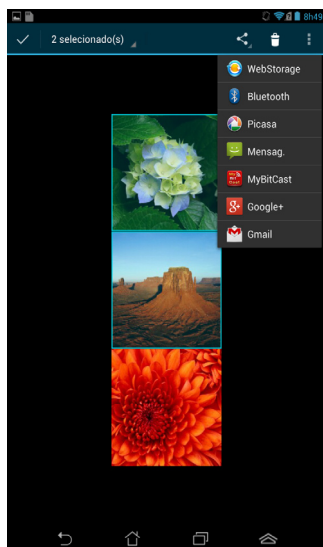 8h49
2 selecionado(s)
WebStorage
Bluetooth
Picasa
Mensag.
MyBitCast
Google+
Gmail